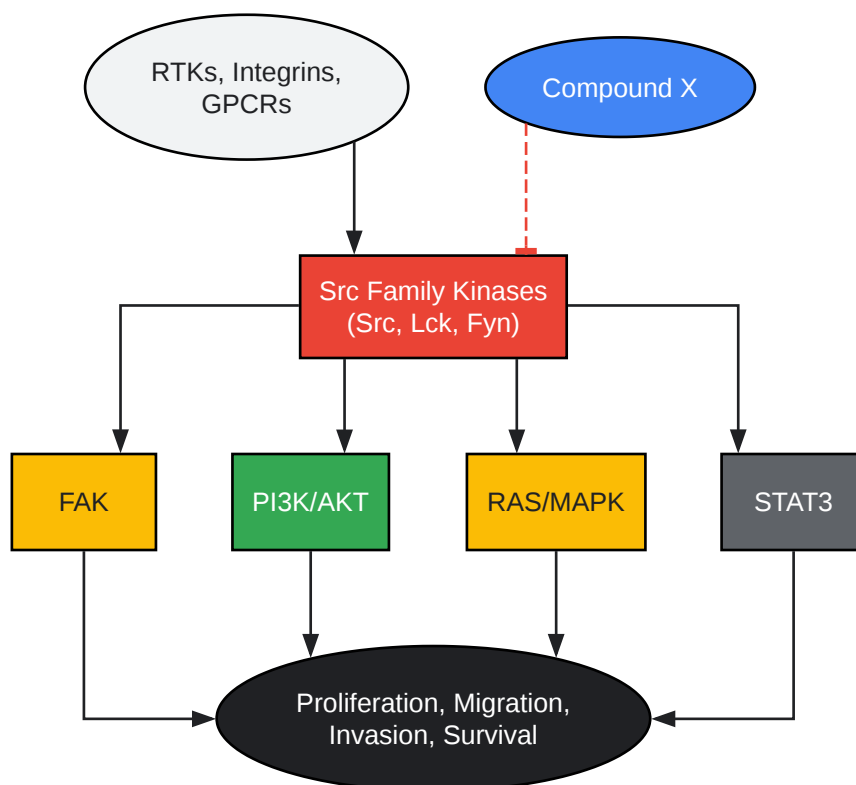 RTKs, Integrins,
GPCRs
Compound X
Src Family Kinases
(Src, Lck, Fyn)
FAK
PI3K/AKT
RAS/MAPK
STAT3
Proliferation, Migration,
Invasion, Survival